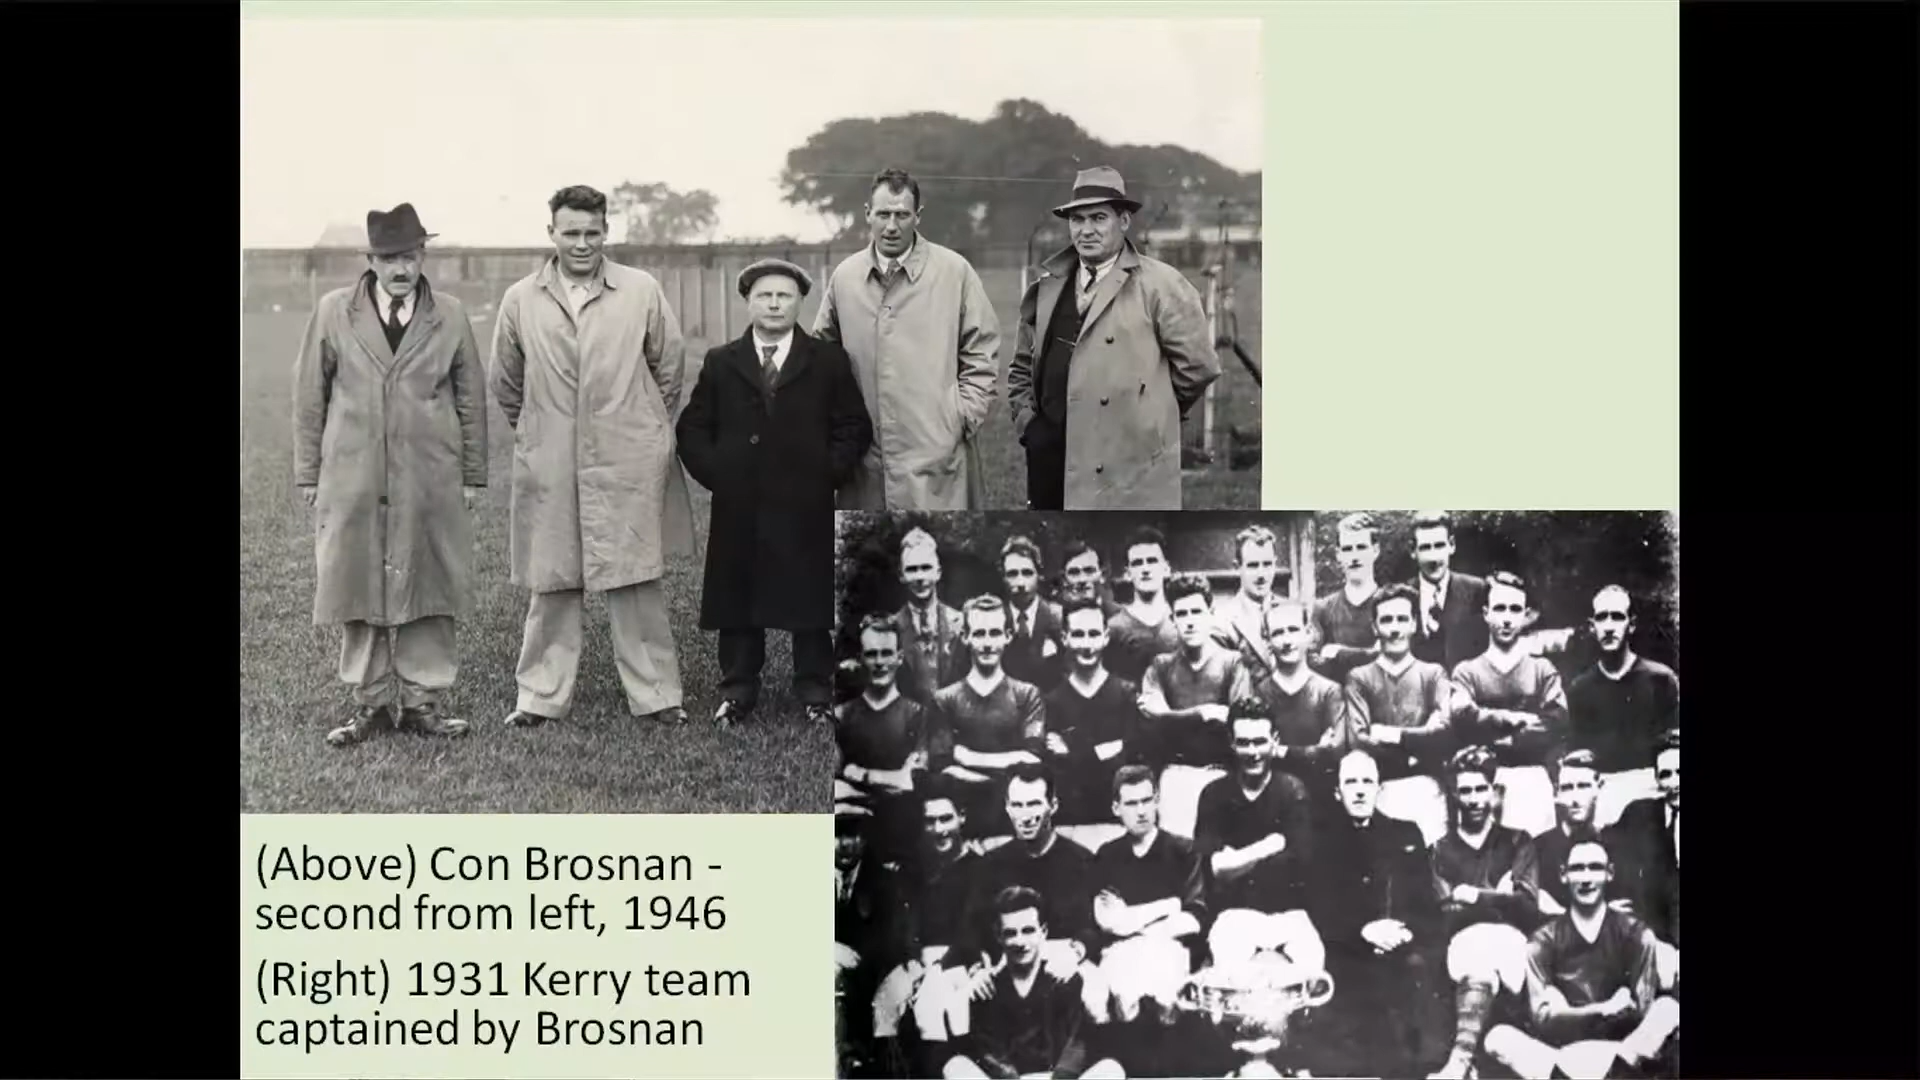 (Above) Con Brosnan -
second from left, 1946
(Right) 1931 Kerry team
captained by Brosnan